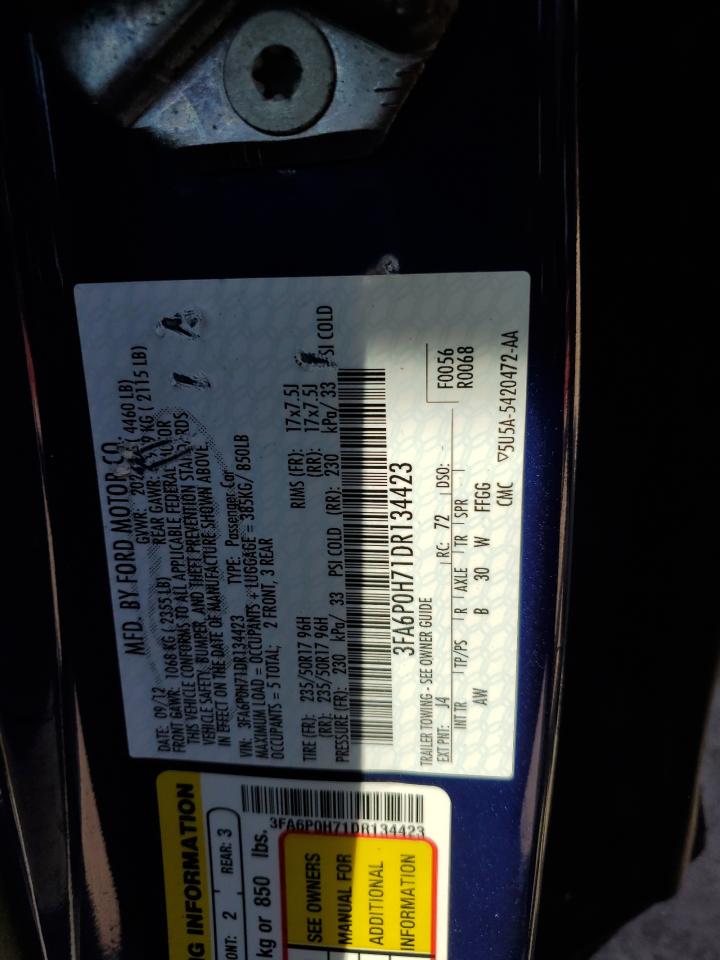 MFD. BY FORD MOTOR CO.
DATE: 09/12 GVWR: ( 4460 LB)
FRONT GAWR: 1068 KG ( 2355 LB) REAR GAWR: KG ( 2115 LB)
THIS VEHICLE CONFORMS TO ALL APPLICABLE FEDERAL MOTOR
VEHICLE SAFETY, BUMPER, AND THEFT PREVENTION STANDARDS
IN EFFECT ON THE DATE OF MANUFACTURE SHOWN ABOVE.
VIN: 3FA6P0H71DR134423 TYPE: Passenger Car
MAXIMUM LOAD = OCCUPANTS + LUGGAGE = 385KG/ 850LB
OCCUPANTS = 5 TOTAL; 2 FRONT, 3 REAR
TIRE (FR): 235/50R17 96H RIMS (FR): 17x7.5J
(RR): 235/50R17 96H (RR): 17x7.5J
PRESSURE (FR): 230 kPa/ 33 PSI COLD (RR): 230 kPa/ 33 PSI COLD
3FA6P0H71DR134423
TRAILER TOWING - SEE OWNER GUIDE
F0056
R0068
EXT PNT: J4 RC: 72 DSO:
INT TR TP/PS R AXLE TR SPR
AW B 30 W FFGG
CMC ▽5U5A-5420472-AA
3FA6P0H71DR134423
G INFORMATION
ONT: 2 REAR: 3
kg or 850 lbs.
SEE OWNERS
MANUAL FOR
ADDITIONAL
INFORMATION